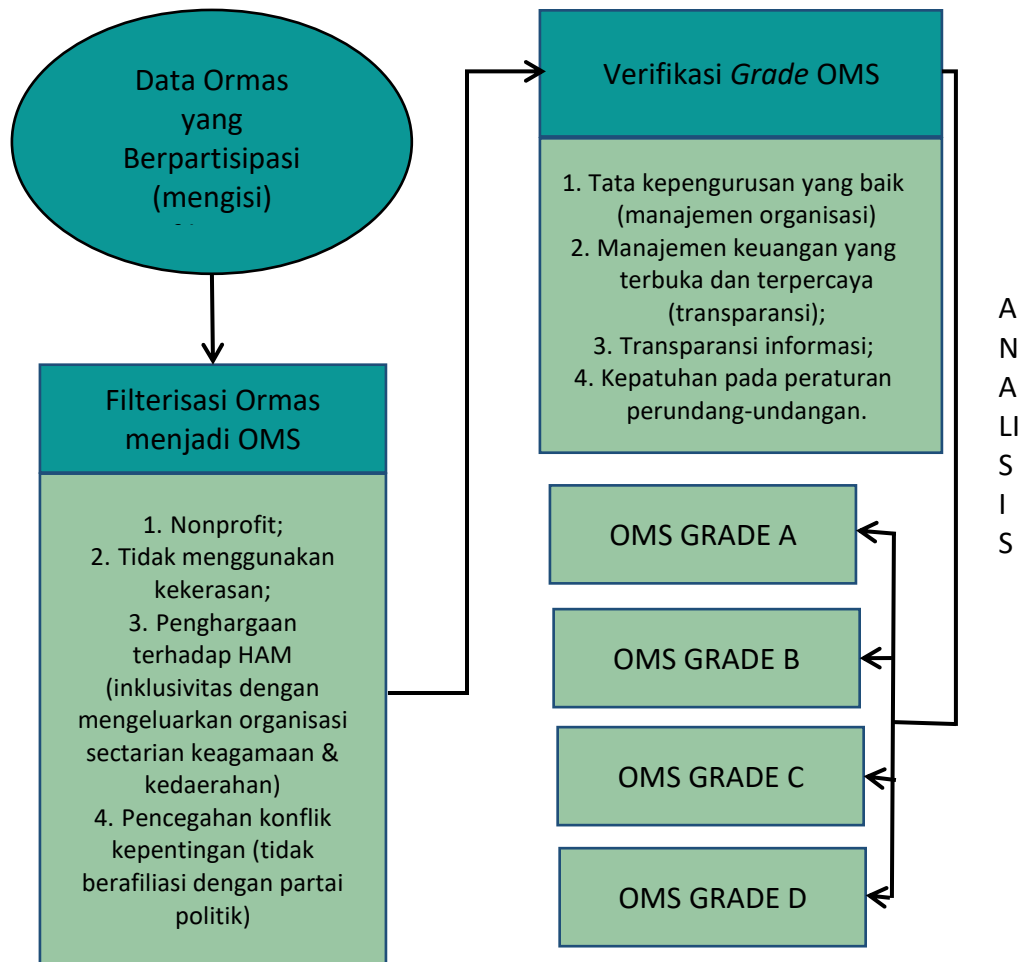 Data Ormas
yang
Berpartisipasi
(mengisi)
Filterisasi Ormas
menjadi OMS
1. Nonprofit;
2. Tidak menggunakan
kekerasan;
3. Penghargaan
terhadap HAM
(inklusivitas dengan
mengeluarkan organisasi
sectarian keagamaan &
kedaerahan)
4. Pencegahan konflik
kepentingan (tidak
berafiliasi dengan partai
politik)
Verifikasi Grade OMS
1. Tata kepengurusan yang baik
(manajemen organisasi)
2. Manajemen keuangan yang
terbuka dan terpercaya
(transparansi);
3. Transparansi informasi;
4. Kepatuhan pada peraturan
perundang-undangan.
OMS GRADE A
OMS GRADE B
OMS GRADE C
OMS GRADE D
A
N
A
LI
S
I
S